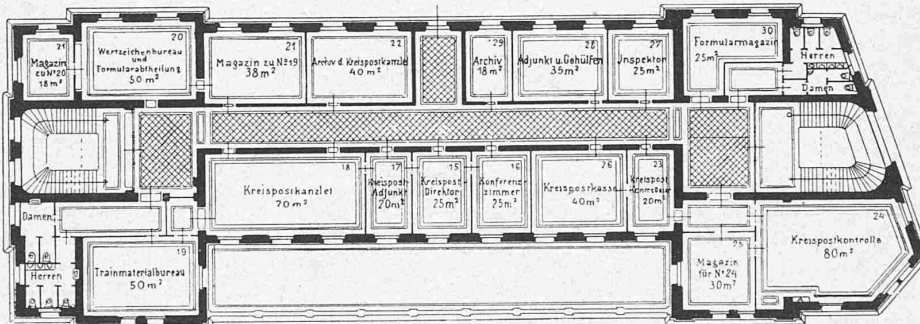 20
Wertzeichenbureau
und
Formularabtheilung
50 m²
21
Magazin
zu Nº 20
18 m²
21
Magazin zu Nº 19
38 m²
22
Archiv d. Kreispostkanzlei
40 m²
29
Archiv
18 m²
28
Adjunkt u. Gehülfen
35 m²
27
Inspektor
25 m²
30
Formularmagazin
25 m²
Herren
Damen
18
Kreispostkanzlei
70 m²
17
Kreispost
Adjunkt
20 m²
15
Kreispost
Direktor
25 m²
16
Konferenz-
zimmer
25 m²
26
Kreispostkasse
40 m²
23
Kreispost
20 m²
Damen
Herren
19
Trainmaterialbureau
50 m²
25
Magazin
für Nº 24
30 m²
24
Kreispostkontrolle
80 m²